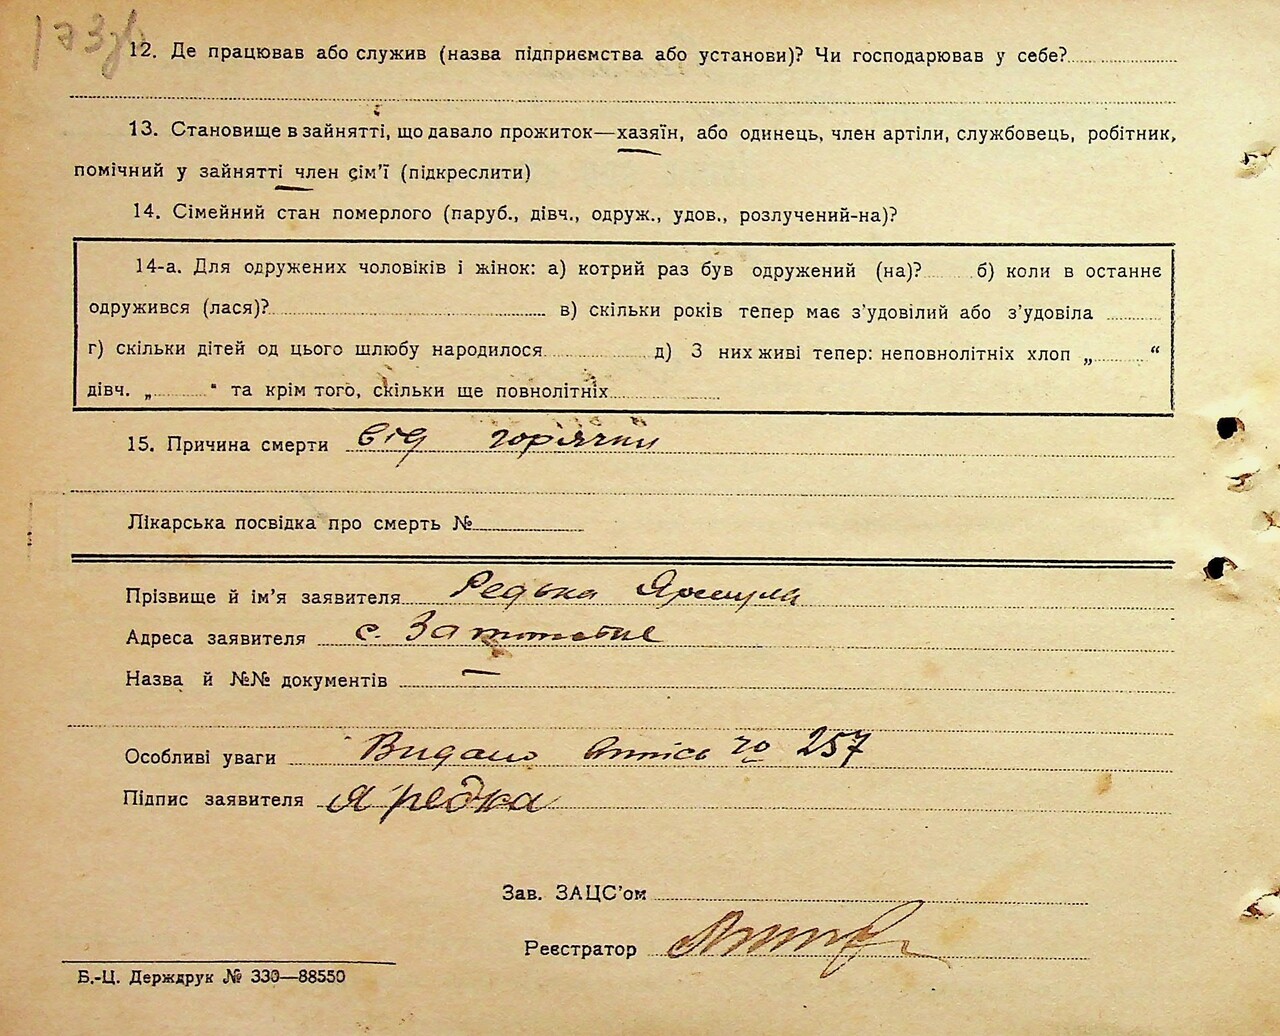 173зв
12. Де працював або служив (назва підприємства або установи)? Чи господарював у себе?
13. Становище в зайнятті, що давало прожиток—хазяїн, або одинець, член артіли, службовець, робітник,
помічний у зайнятті член сім'ї (підкреслити)
14. Сімейний стан померлого (паруб., дівч., одруж., удов., розлучений-на)?
14-а. Для одружених чоловіків і жінок: а) котрий раз був одружений (на)? б) коли в останнє
одружився (лася)? в) скільки років тепер має з'удовілий або з'удовіла
г) скільки дітей од цього шлюбу народилося д) З них живі тепер: неповнолітніх хлоп „ “
дівч. „ " та крім того, скільки ще повнолітніх
15. Причина смерти від горячки
Лікарська посвідка про смерть №
Прізвище й ім'я заявителя Редька
Адреса заявителя с.
Назва й №№ документів —
Особливі уваги Видано 257
Підпис заявителя Я редка
Зав. ЗАЦС'ом
Реєстратор
Б.-Ц. Держдрук № 330—88550